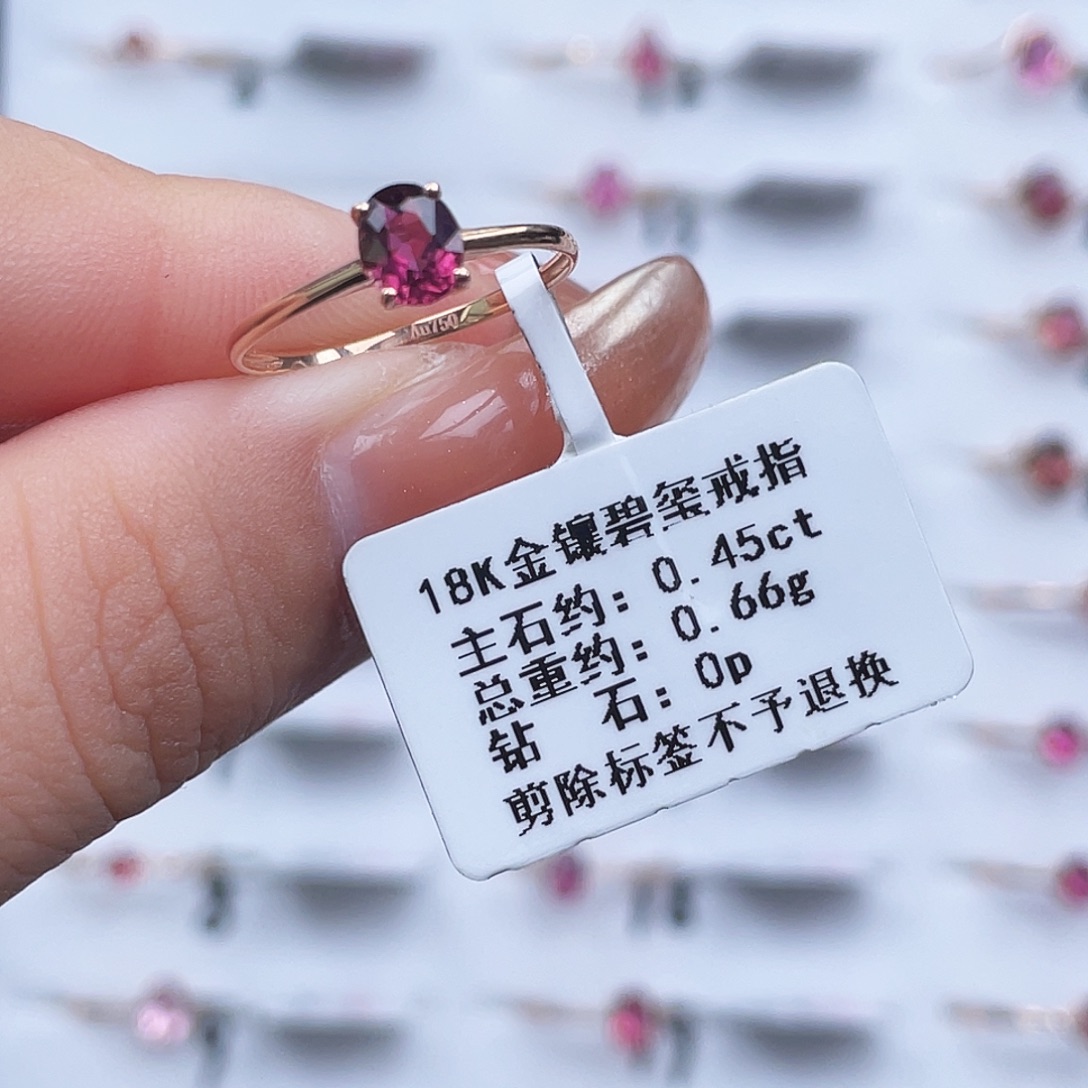 Au750
18K金镶碧玺戒指
主石约: 0.45ct
总重约: 0.66g
钻 石: 0p
剪除标签不予退换